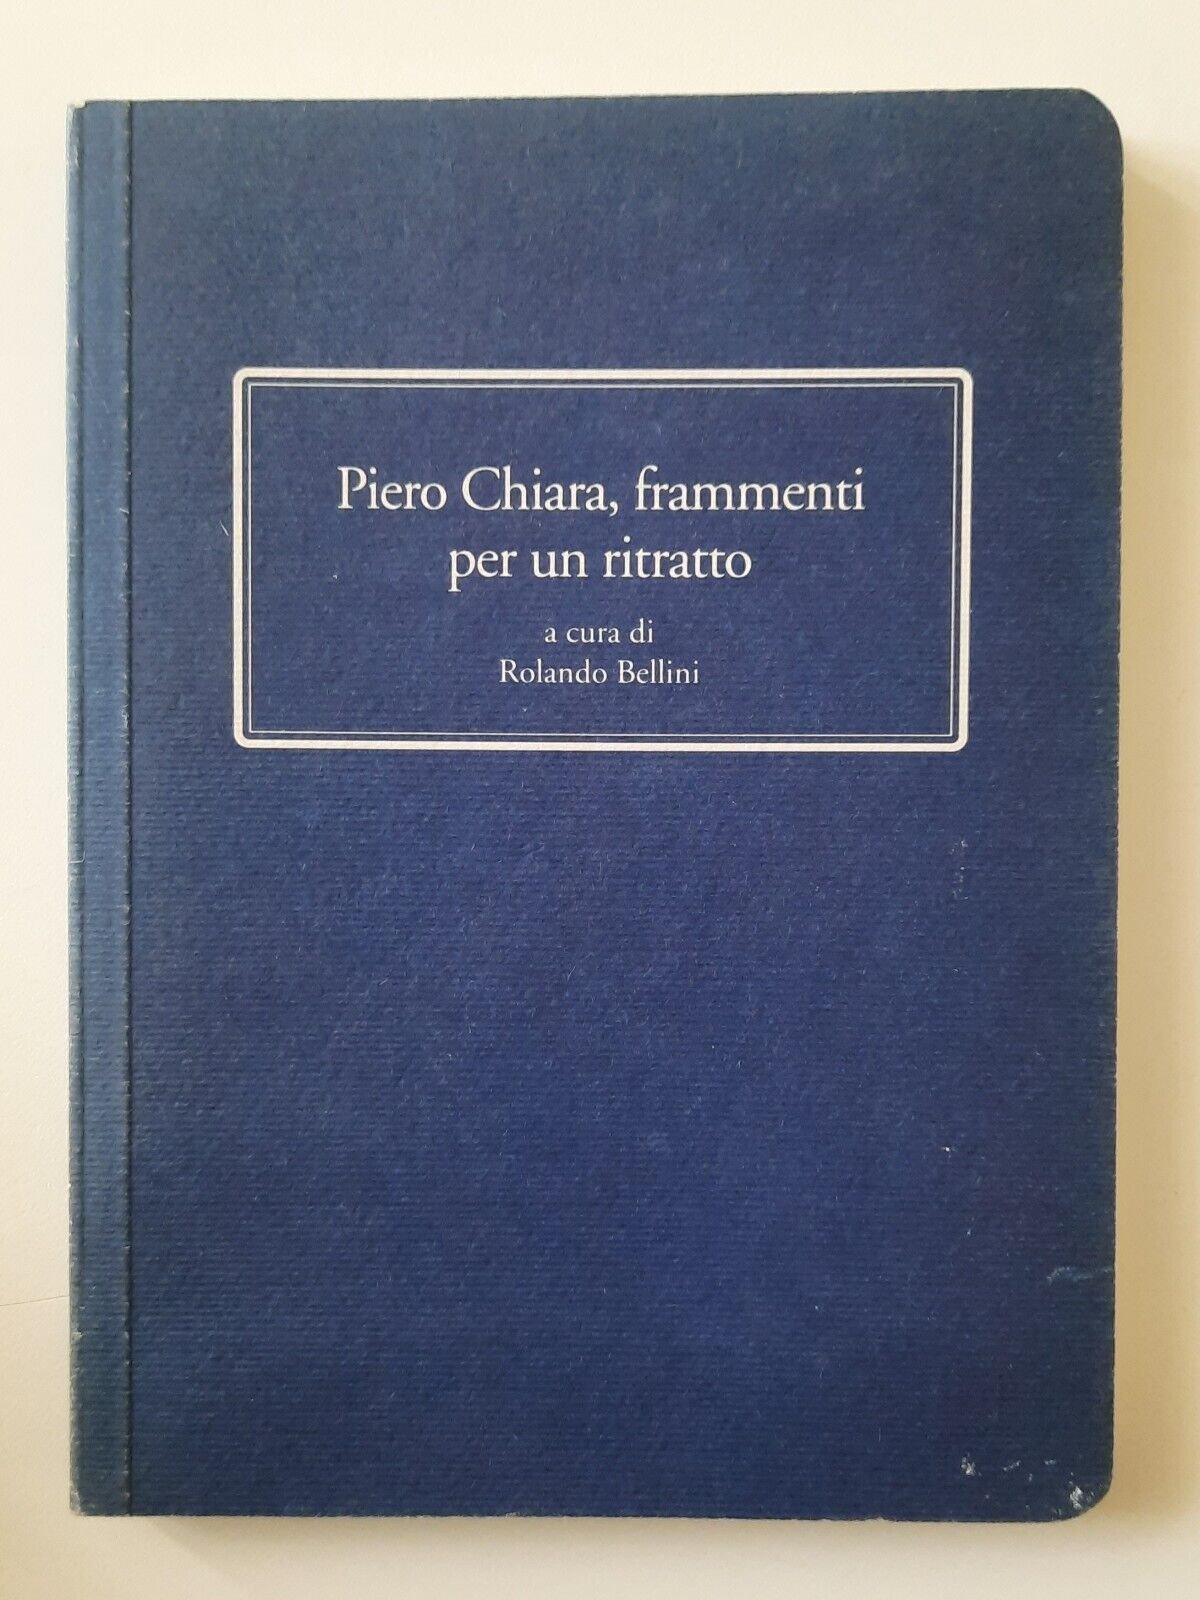 Piero Chiara, frammenti
per un ritratto
a cura di
Rolando Bellini